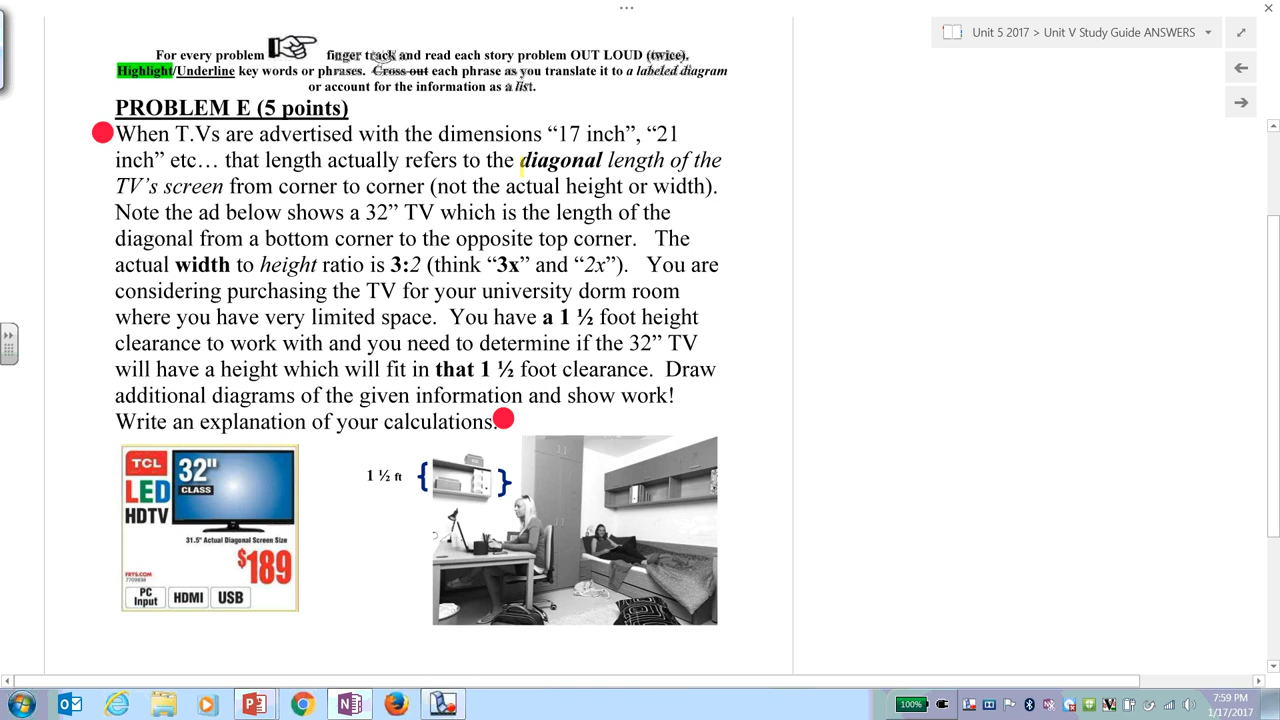 Unit 5 2017 > Unit V Study Guide ANSWERS
For every problem finger track and read each story problem OUT LOUD (twice).
Highlight/Underline key words or phrases. Cross out each phrase as you translate it to a labeled diagram
or account for the information as a list.
PROBLEM E (5 points)
When T.Vs are advertised with the dimensions “17 inch”, “21
inch” etc… that length actually refers to the diagonal length of the
TV’s screen from corner to corner (not the actual height or width).
Note the ad below shows a 32” TV which is the length of the
diagonal from a bottom corner to the opposite top corner. The
actual width to height ratio is 3:2 (think “3x” and “2x”). You are
considering purchasing the TV for your university dorm room
where you have very limited space. You have a 1 ½ foot height
clearance to work with and you need to determine if the 32” TV
will have a height which will fit in that 1 ½ foot clearance. Draw
additional diagrams of the given information and show work!
Write an explanation of your calculations.
TCL
LED
HDTV
32"
CLASS
31.5" Actual Diagonal Screen Size
$189
FRYS.COM
PC
Input
HDMI
USB
1 ½ ft
100%
7:59 PM
1/17/2017